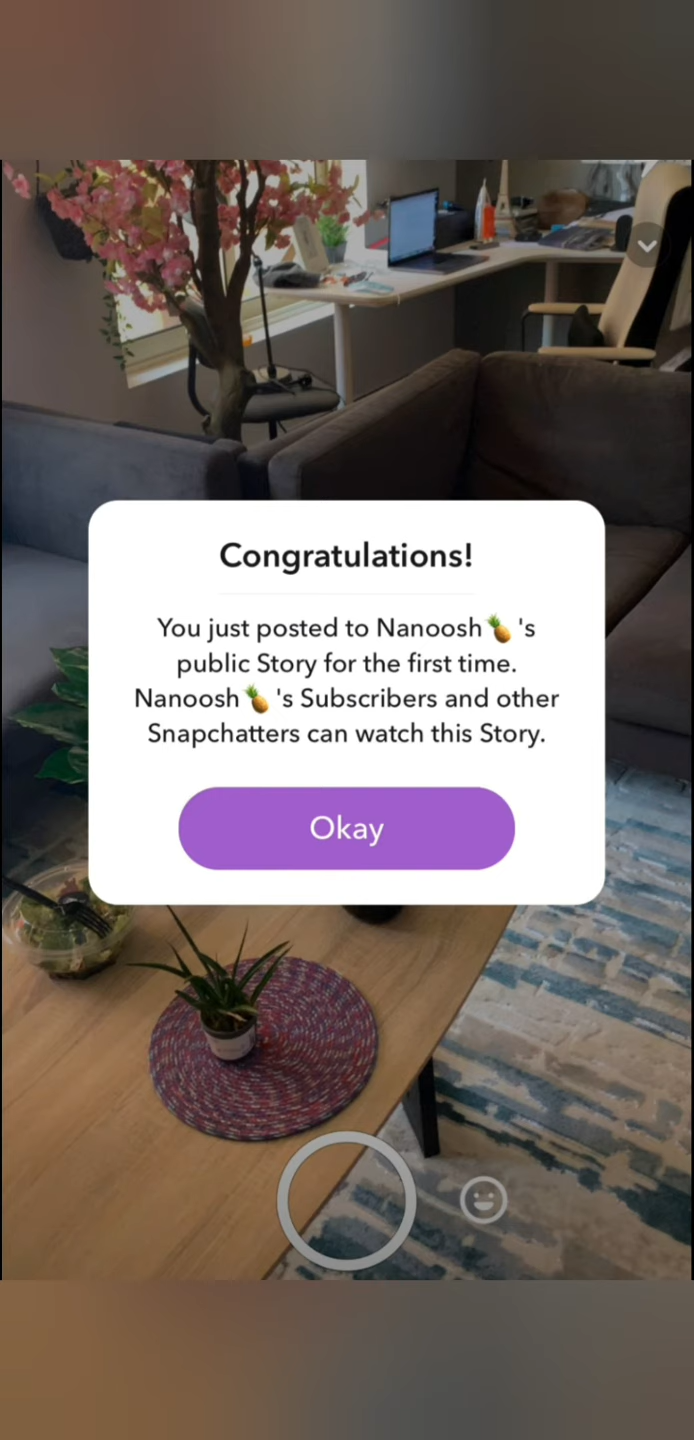 Congratulations!
You just posted to Nanoosh🍍's
public Story for the first time.
Nanoosh🍍's Subscribers and other
Snapchatters can watch this Story.
Okay